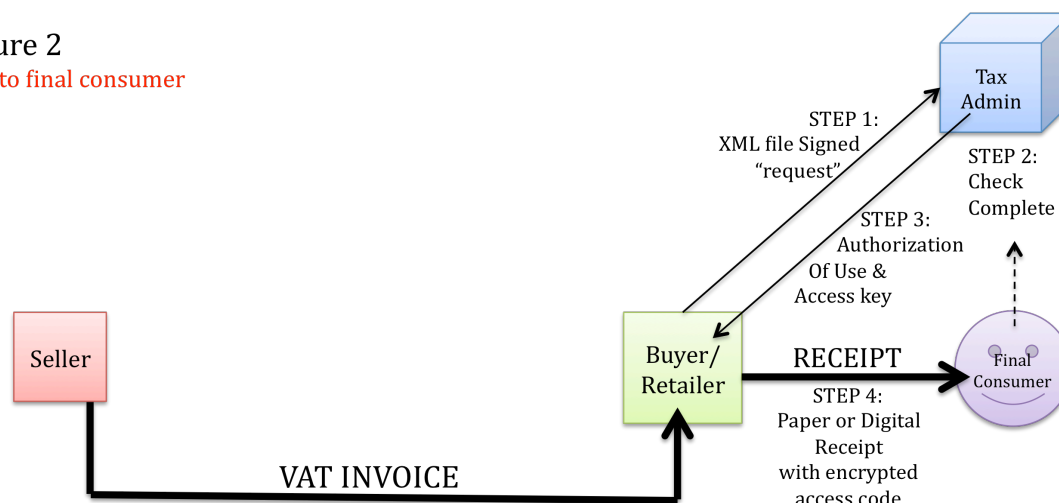 ure 2
to final consumer
Tax
Admin
STEP 1:
XML file Signed
“request”
STEP 2:
Check
Complete
STEP 3:
Authorization
Of Use &
Access key
Seller
Buyer/
Retailer
RECEIPT
Final
Consumer
STEP 4:
Paper or Digital
Receipt
with encrypted
access code
VAT INVOICE